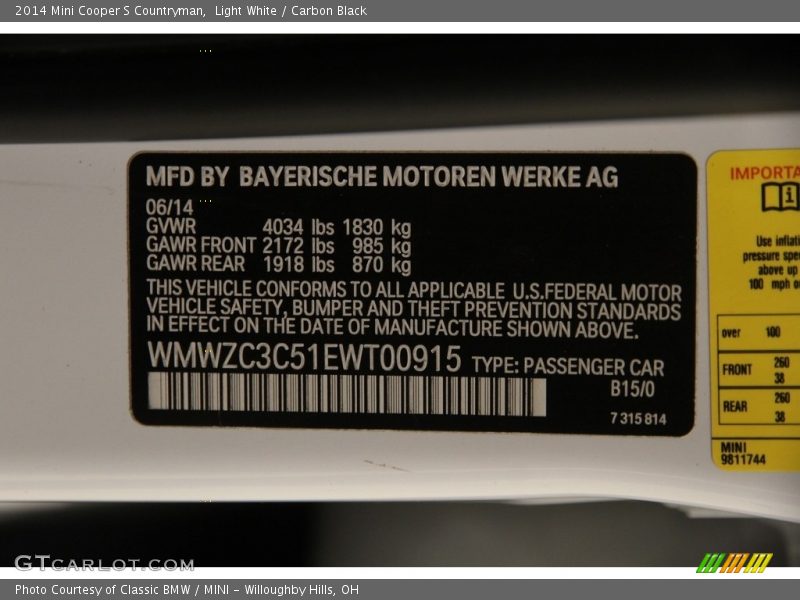 2014 Mini Cooper S Countryman,  Light White / Carbon Black
MFD BY BAYERISCHE MOTOREN WERKE AG
06/14
GVWR 4034 lbs 1830 kg
GAWR FRONT 2172 lbs 985 kg
GAWR REAR 1918 lbs 870 kg
THIS VEHICLE CONFORMS TO ALL APPLICABLE U.S.FEDERAL MOTOR
VEHICLE SAFETY, BUMPER AND THEFT PREVENTION STANDARDS
IN EFFECT ON THE DATE OF MANUFACTURE SHOWN ABOVE.
WMWZC3C51EWT00915 TYPE: PASSENGER CAR
B15/0
7 315 814
IMPORTA
Use inflati
pressure spe
above up
100 mph o
over 100
FRONT 260
38
REAR 260
38
MINI
9811744
GTCARLOT.COM
Photo Courtesy of Classic BMW / MINI - Willoughby Hills, OH